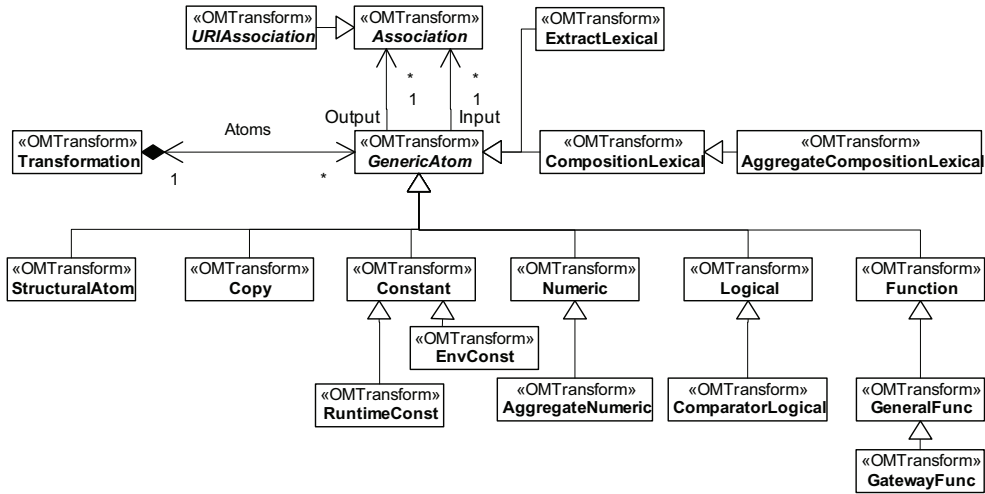 «OMTransform»
URIAssociation
«OMTransform»
Association
«OMTransform»
ExtractLexical
*
*
1
1
Output
Input
Atoms
«OMTransform»
Transformation
«OMTransform»
GenericAtom
«OMTransform»
CompositionLexical
«OMTransform»
AggregateCompositionLexical
1
*
«OMTransform»
StructuralAtom
«OMTransform»
Copy
«OMTransform»
Constant
«OMTransform»
Numeric
«OMTransform»
Logical
«OMTransform»
Function
«OMTransform»
EnvConst
«OMTransform»
RuntimeConst
«OMTransform»
AggregateNumeric
«OMTransform»
ComparatorLogical
«OMTransform»
GeneralFunc
«OMTransform»
GatewayFunc